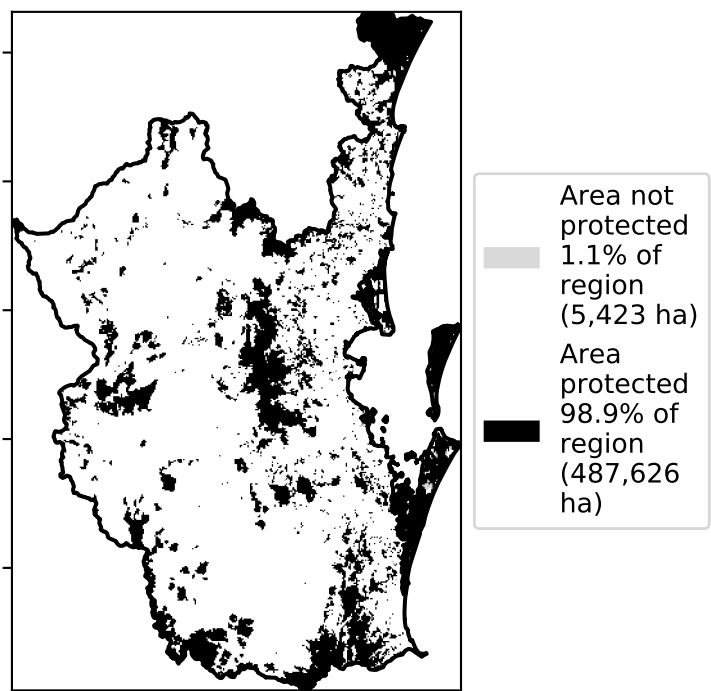 Area not
protected
1.1% of
region
(5,423 ha)
Area
protected
98.9% of
region
(487,626
ha)